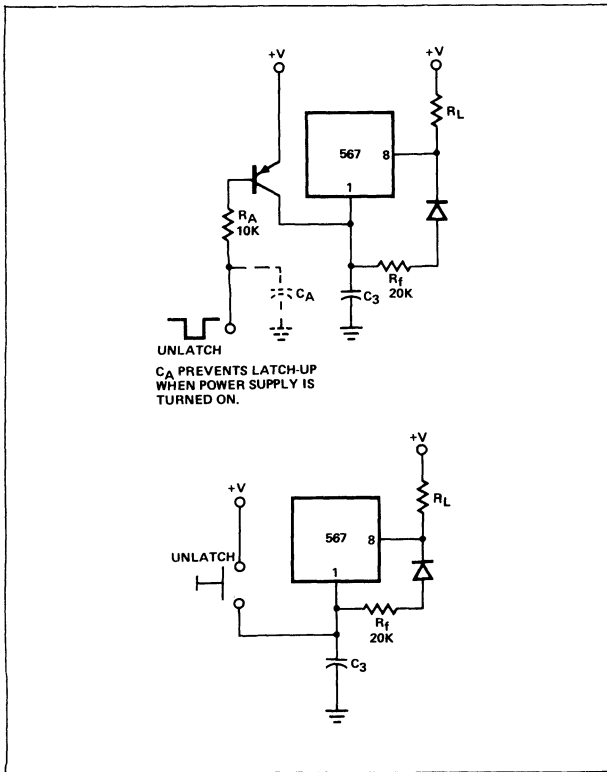 +V
+V
RL
567
8
1
RA
10K
CA
Rf
20K
C3
UNLATCH
CA PREVENTS LATCH-UP
WHEN POWER SUPPLY IS
TURNED ON.
+V
+V
RL
UNLATCH
567
8
1
Rf
20K
C3